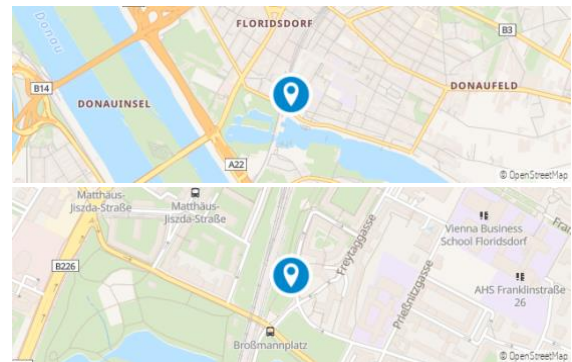 Donau
FLORIDSDORF
B3
B14
DONAUINSEL
DONAUFELD
A22
© OpenStreetMap
Matthäus-
Jiszda-Straße
Matthäus-
Jiszda-Straße
Vienna Business
School Floridsdorf
B226
Freytaggasse
Prießnitzgasse
AHS Franklinstraße
26
Broßmannplatz
© OpenStreetMap